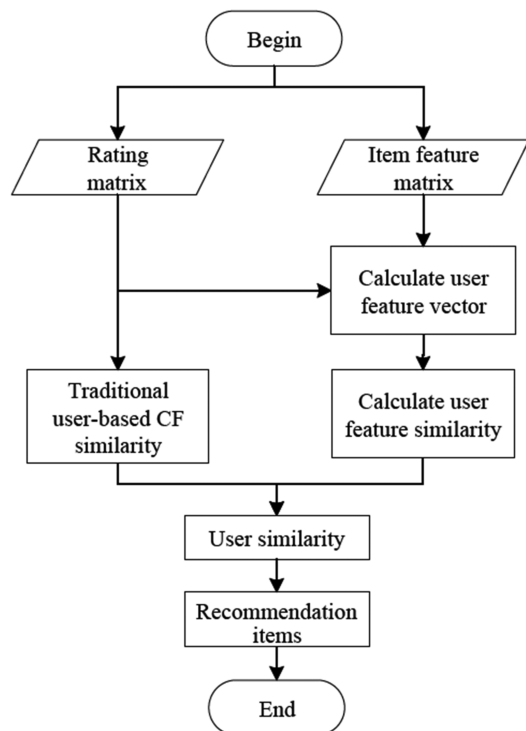 Begin
Rating
matrix
Item feature
matrix
Calculate user
feature vector
Traditional
user-based CF
similarity
Calculate user
feature similarity
User similarity
Recommendation
items
End